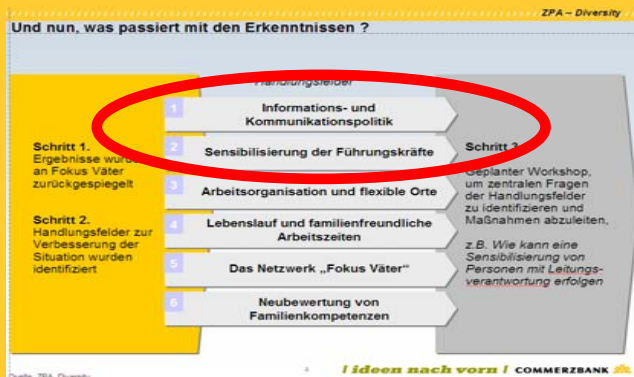 ZPA – Diversity
Und nun, was passiert mit den Erkenntnissen ?
Handlungsfelder
Schritt 1.
Ergebnisse
an Fokus Väter
zurückgespiegelt
Schritt 2.
Handlungsfelder zur
Verbesserung der
Situation wurden
identifiziert
1
Informations- und
Kommunikationspolitik
2
Sensibilisierung der Führungskräfte
3
Arbeitsorganisation und flexible Orte
4
Lebenslauf und familienfreundliche
Arbeitszeiten
5
Das Netzwerk „Fokus Väter“
6
Neubewertung von
Familienkompetenzen
Schritt
Geplanter Workshop,
um zentralen Fragen
der Handlungsfelder
zu identifizieren und
Maßnahmen abzuleiten,
z.B. Wie kann eine
Sensibilisierung von
Personen mit Leitungs-
verantwortung erfolgen
Quelle: ZPA, Diversity
/ ideen nach vorn / COMMERZBANK